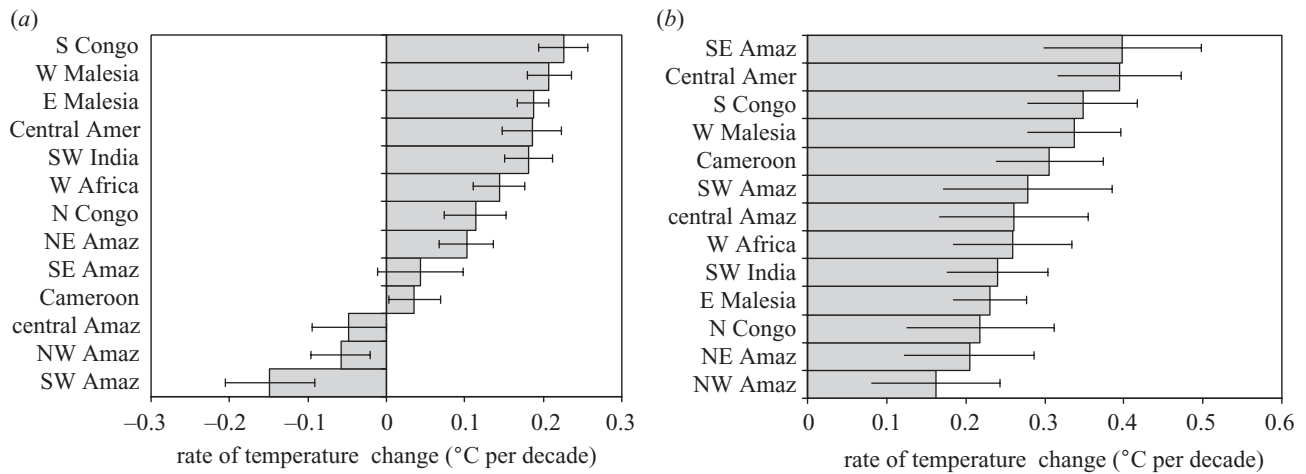 (a)
S Congo
W Malesia
E Malesia
Central Amer
SW India
W Africa
N Congo
NE Amaz
SE Amaz
Cameroon
central Amaz
NW Amaz
SW Amaz
–0.3 –0.2 –0.1 0 0.1 0.2 0.3
rate of temperature change (°C per decade)
(b)
SE Amaz
Central Amer
S Congo
W Malesia
Cameroon
SW Amaz
central Amaz
W Africa
SW India
E Malesia
N Congo
NE Amaz
NW Amaz
0 0.1 0.2 0.3 0.4 0.5 0.6
rate of temperature change (°C per decade)